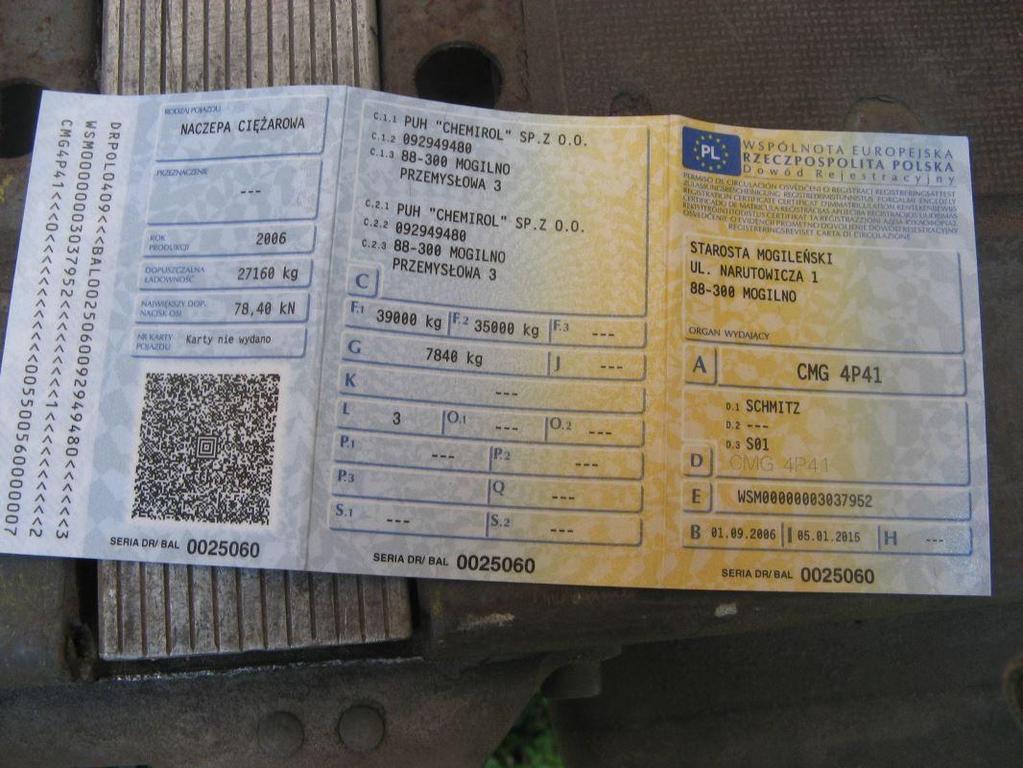 DRPOL0409<<BAL0025060092949480<<<<<3
WSM00000003037952<<<<<<<1<<<<<<<<<<2
CMG4P41<<<0<<<<<<<<<<<0055005600000007
RODZAJ POJAZDU
NACZEPA CIĘŻAROWA
PRZEZNACZENIE
---
ROK PRODUKCJI
2006
DOPUSZCZALNA ŁADOWNOŚĆ
27160 kg
NAJWIĘKSZY DOP. NACISK OSI
78,40 kN
NR KARTY POJAZDU
Karty nie wydano
SERIA DR/ BAL 0025060
C.1.1 PUH "CHEMIROL" SP.Z O.O.
C.1.2 092949480
C.1.3 88-300 MOGILNO
PRZEMYSŁOWA 3
C.2.1 PUH "CHEMIROL" SP.Z O.O.
C.2.2 092949480
C.2.3 88-300 MOGILNO
PRZEMYSŁOWA 3
C
F.1 39000 kg F.2 35000 kg F.3 ---
G 7840 kg J ---
K ---
L 3 O.1 --- O.2 ---
P.1 --- P.2 ---
P.3 Q ---
S.1 --- S.2 ---
SERIA DR/ BAL 0025060
PL
WSPÓLNOTA EUROPEJSKA
RZECZPOSPOLITA POLSKA
Dowód Rejestracyjny
STAROSTA MOGILEŃSKI
UL. NARUTOWICZA 1
88-300 MOGILNO
ORGAN WYDAJĄCY
A CMG 4P41
D.1 SCHMITZ
D.2 ---
D.3 S01
D CMG 4P41
E WSM00000003037952
B 01.09.2006 I 05.01.2015 H ---
SERIA DR/ BAL 0025060